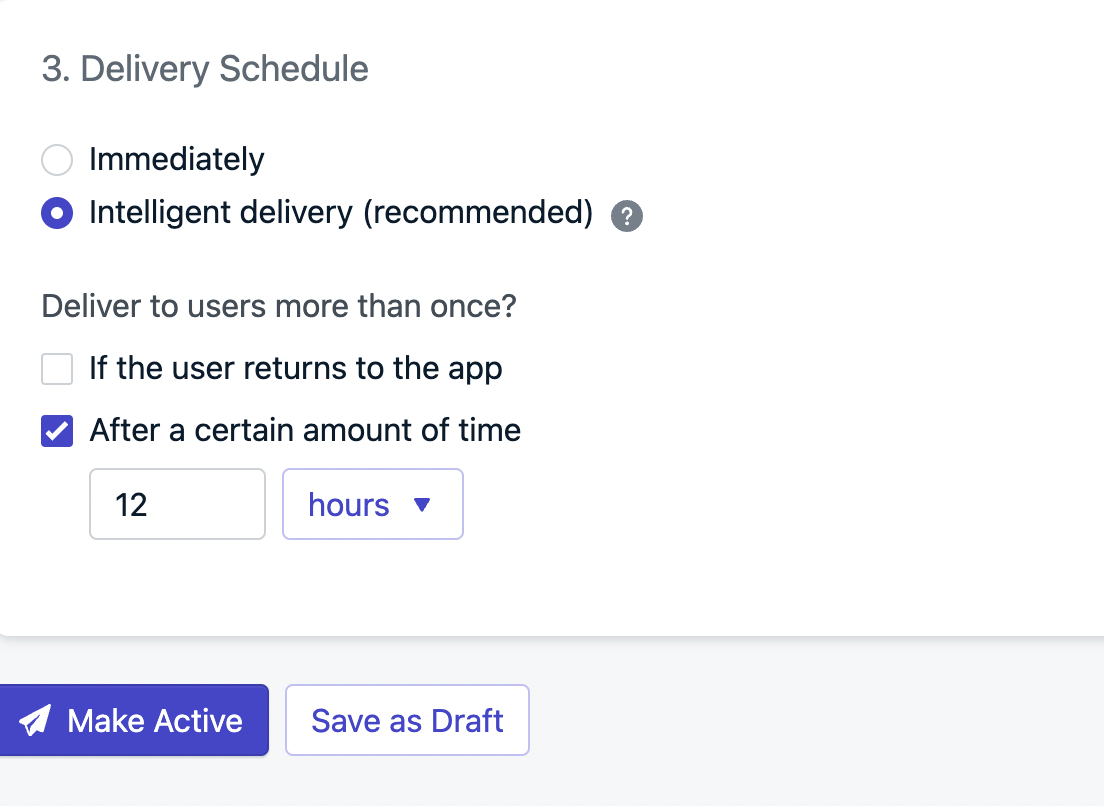 3. Delivery Schedule
Immediately
Intelligent delivery (recommended) ?
Deliver to users more than once?
If the user returns to the app
After a certain amount of time
12 hours
Make Active Save as Draft